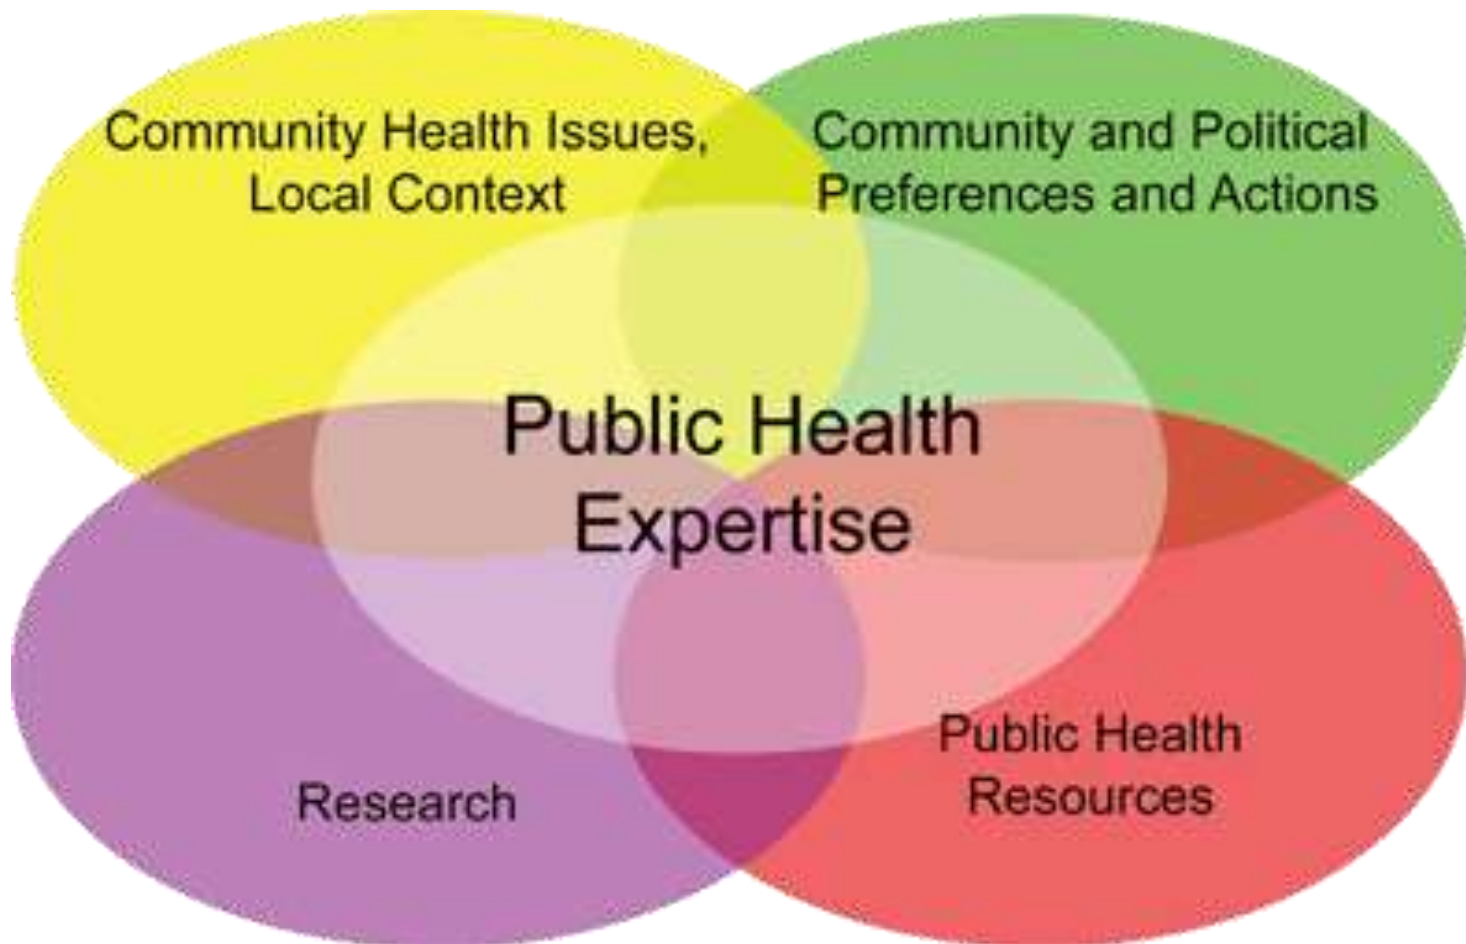 Community Health Issues,
Local Context
Community and Political
Preferences and Actions
Public Health
Expertise
Research
Public Health
Resources